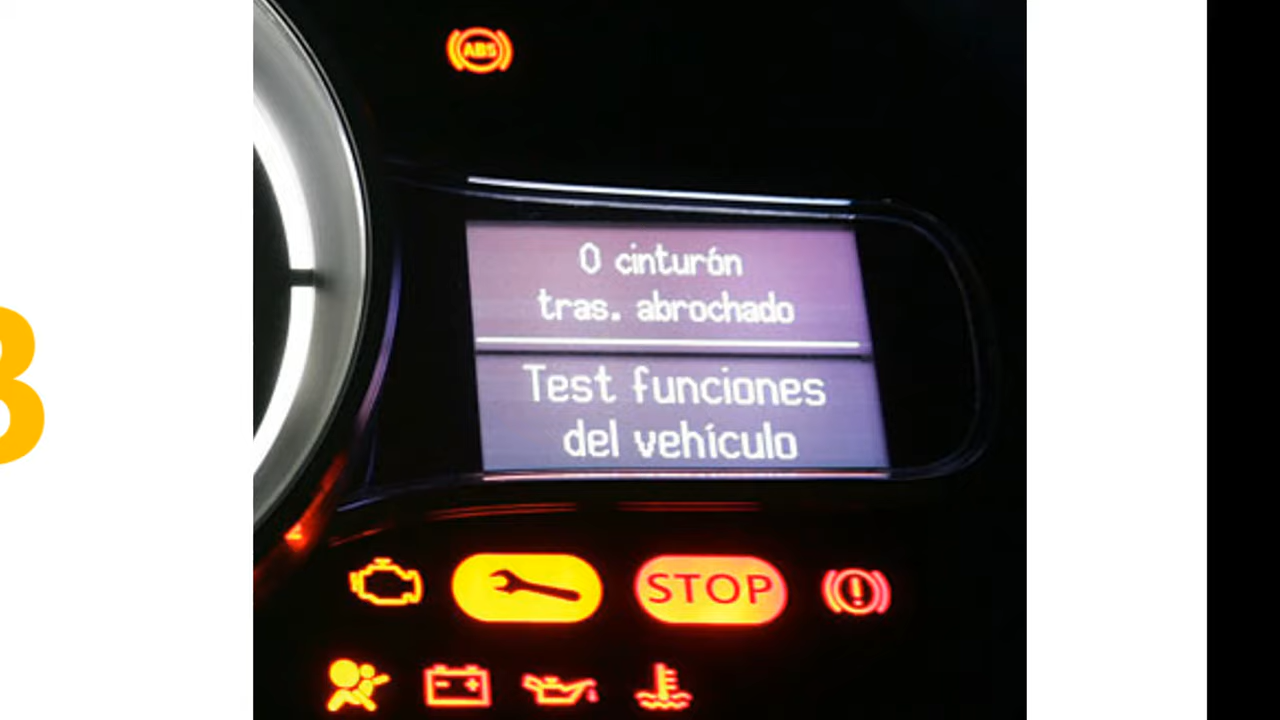 ABS
0 cinturón
tras. abrochado
Test funciones
del vehículo
STOP